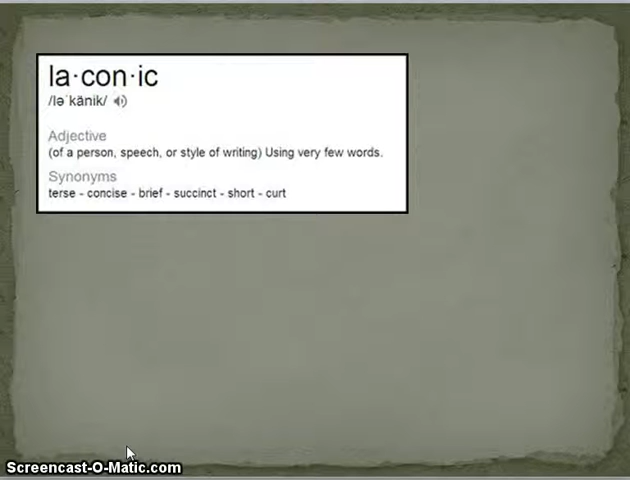 la·con·ic
/ləˈkänik/
Adjective
(of a person, speech, or style of writing) Using very few words.
Synonyms
terse - concise - brief - succinct - short - curt
Screencast-O-Matic.com